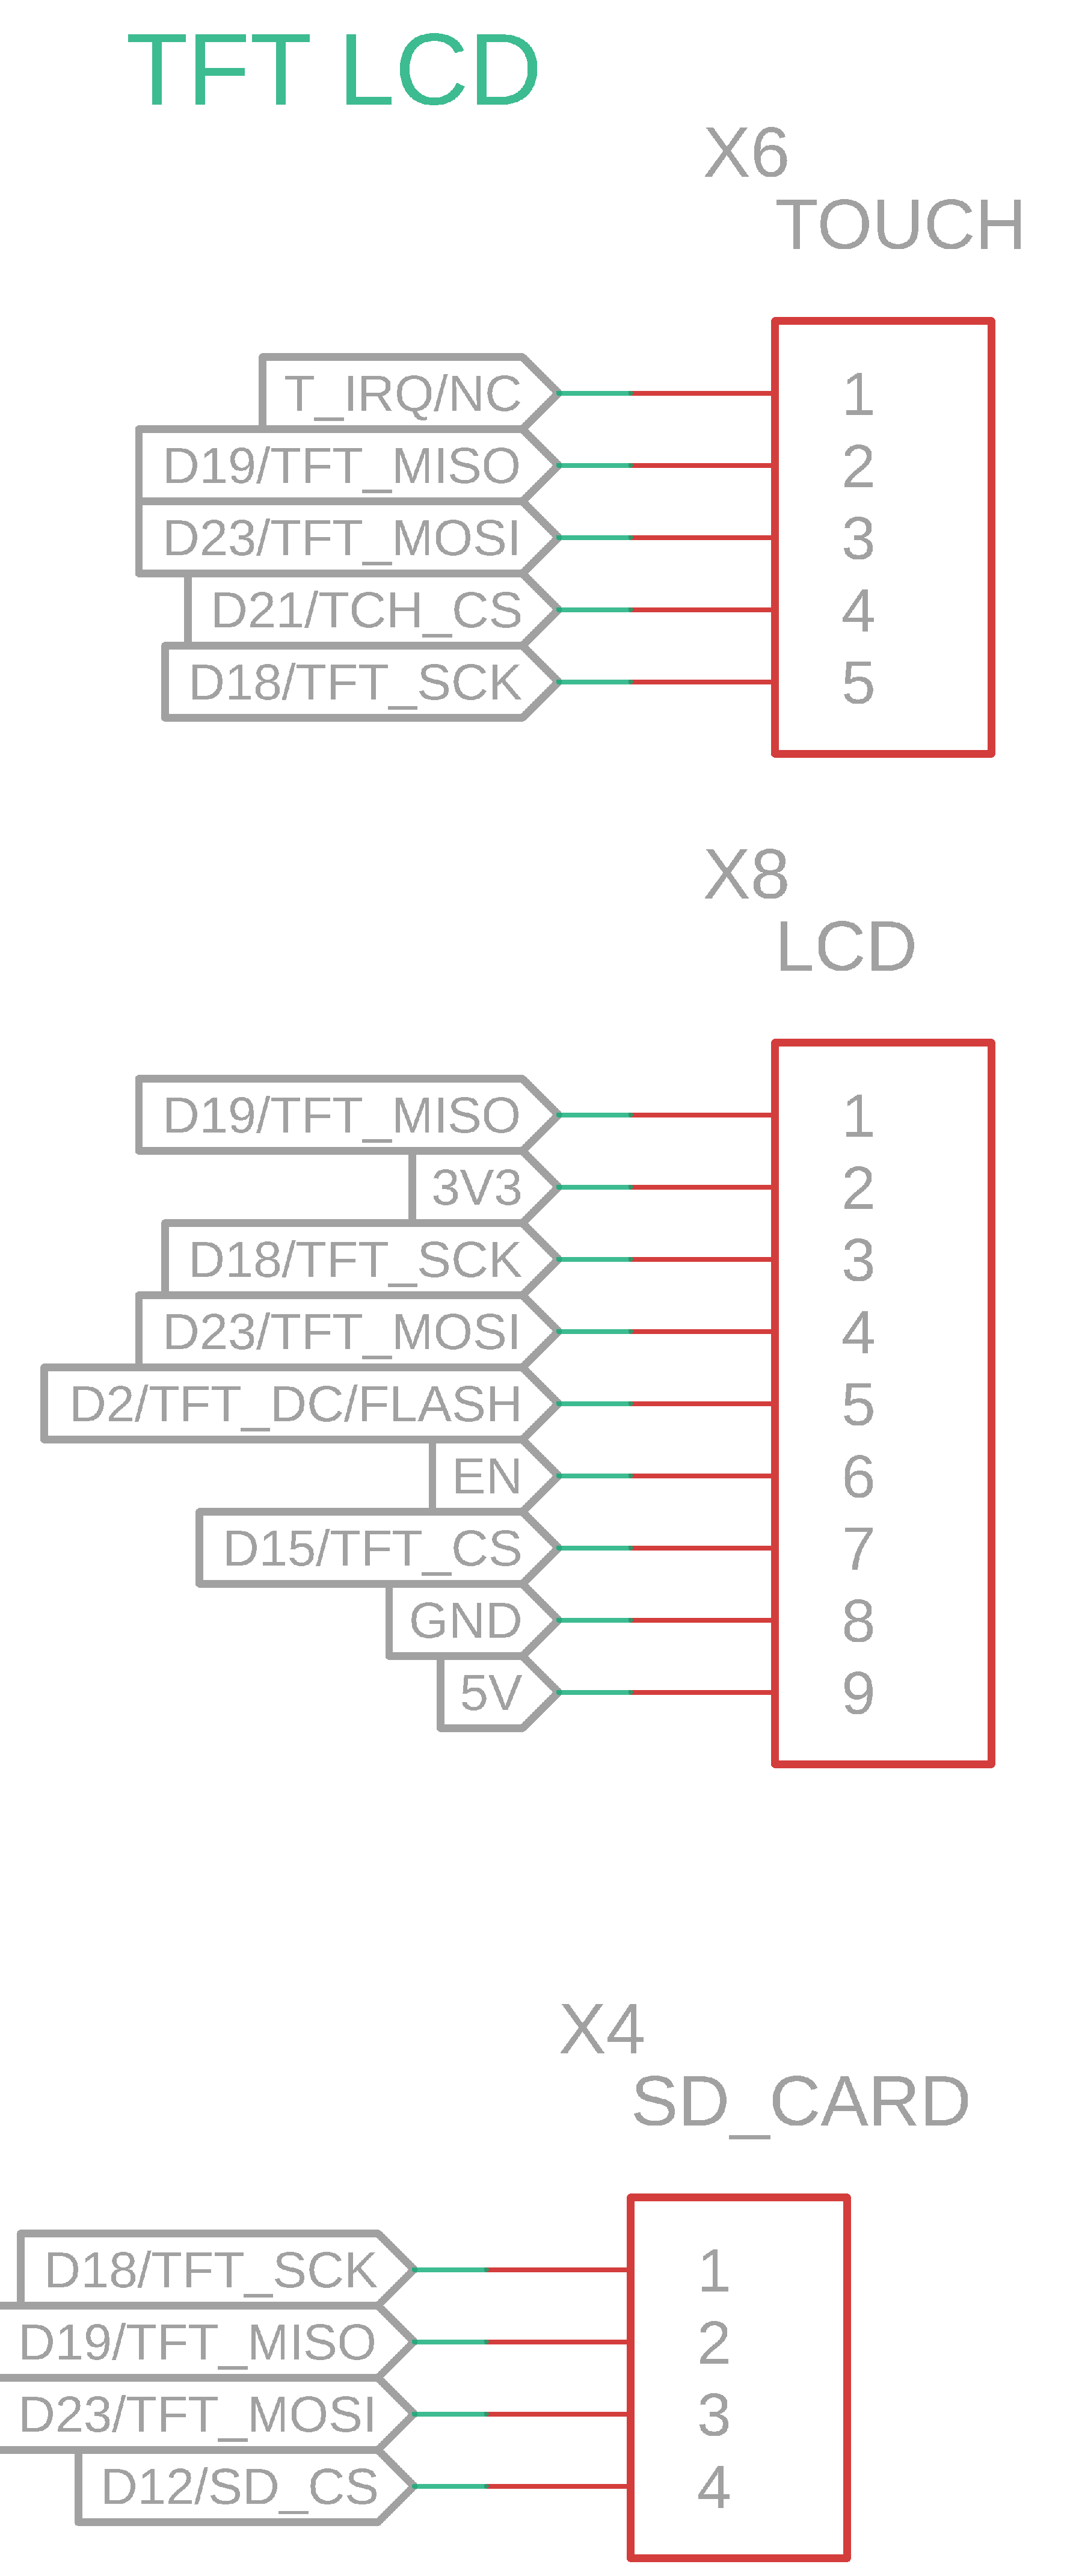 TFT LCD
X6
TOUCH
T_IRQ/NC 1
D19/TFT_MISO 2
D23/TFT_MOSI 3
D21/TCH_CS 4
D18/TFT_SCK 5
X8
LCD
D19/TFT_MISO 1
3V3 2
D18/TFT_SCK 3
D23/TFT_MOSI 4
D2/TFT_DC/FLASH 5
EN 6
D15/TFT_CS 7
GND 8
5V 9
X4
SD_CARD
D18/TFT_SCK 1
D19/TFT_MISO 2
D23/TFT_MOSI 3
D12/SD_CS 4